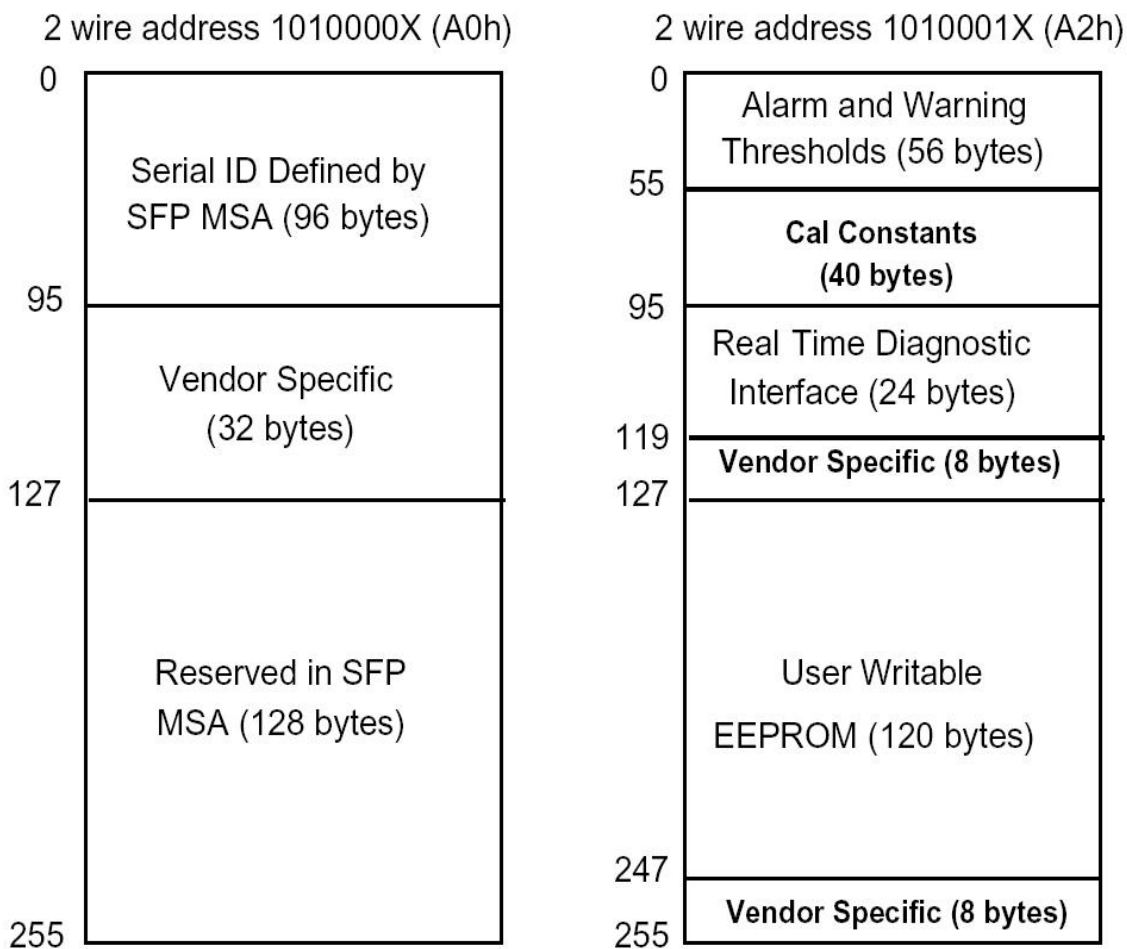 2 wire address 1010000X (A0h)
0
Serial ID Defined by
SFP MSA (96 bytes)
95
Vendor Specific
(32 bytes)
127
Reserved in SFP
MSA (128 bytes)
255
2 wire address 1010001X (A2h)
0
Alarm and Warning
Thresholds (56 bytes)
55
Cal Constants
(40 bytes)
95
Real Time Diagnostic
Interface (24 bytes)
119
Vendor Specific (8 bytes)
127
User Writable
EEPROM (120 bytes)
247
Vendor Specific (8 bytes)
255